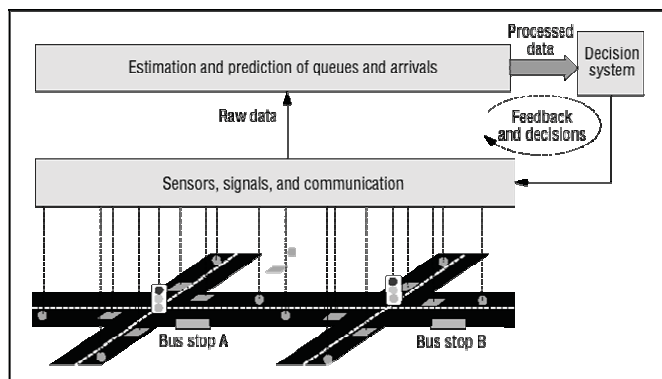 Processed
data
Decision
system
Estimation and prediction of queues and arrivals
Raw data
Feedback
and decisions
Sensors, signals, and communication
Bus stop A
Bus stop B